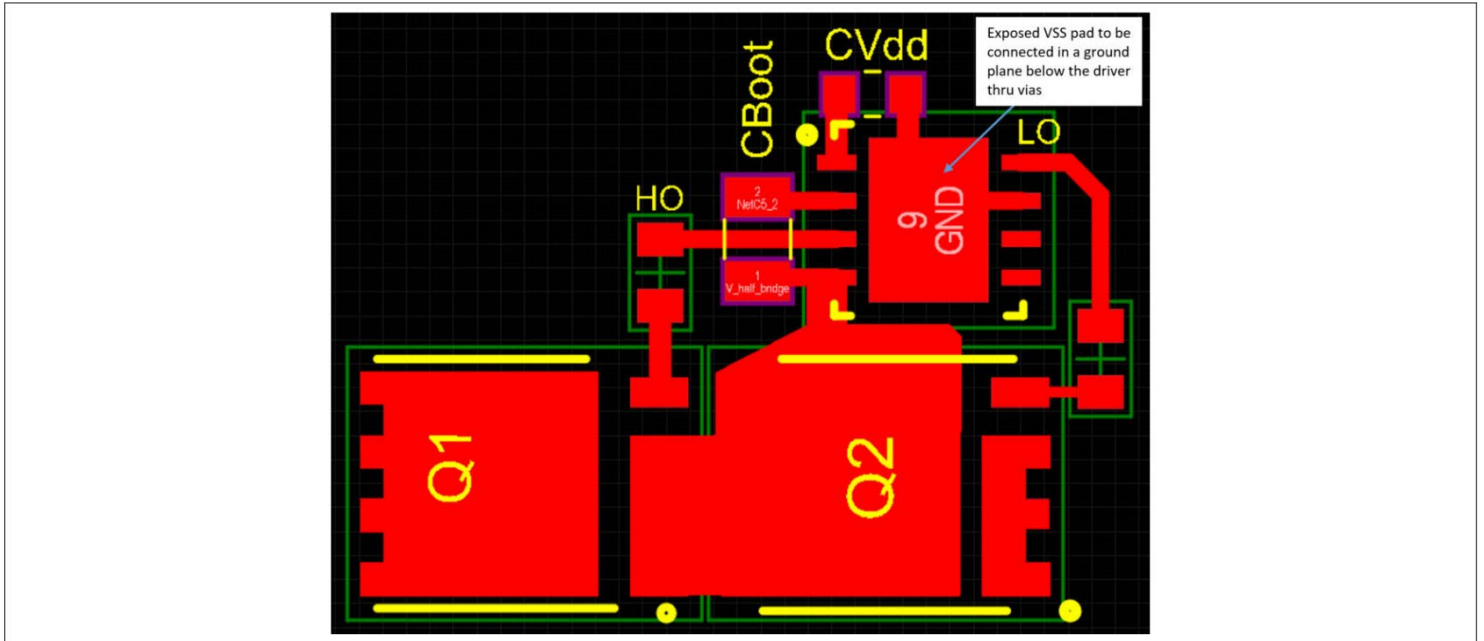 Exposed VSS pad to be
connected in a ground
plane below the driver
thru vias
CVdd
CBoot
LO
HO
2
NetC5_2
9
GND
1
V_half_bridge
Q1
Q2